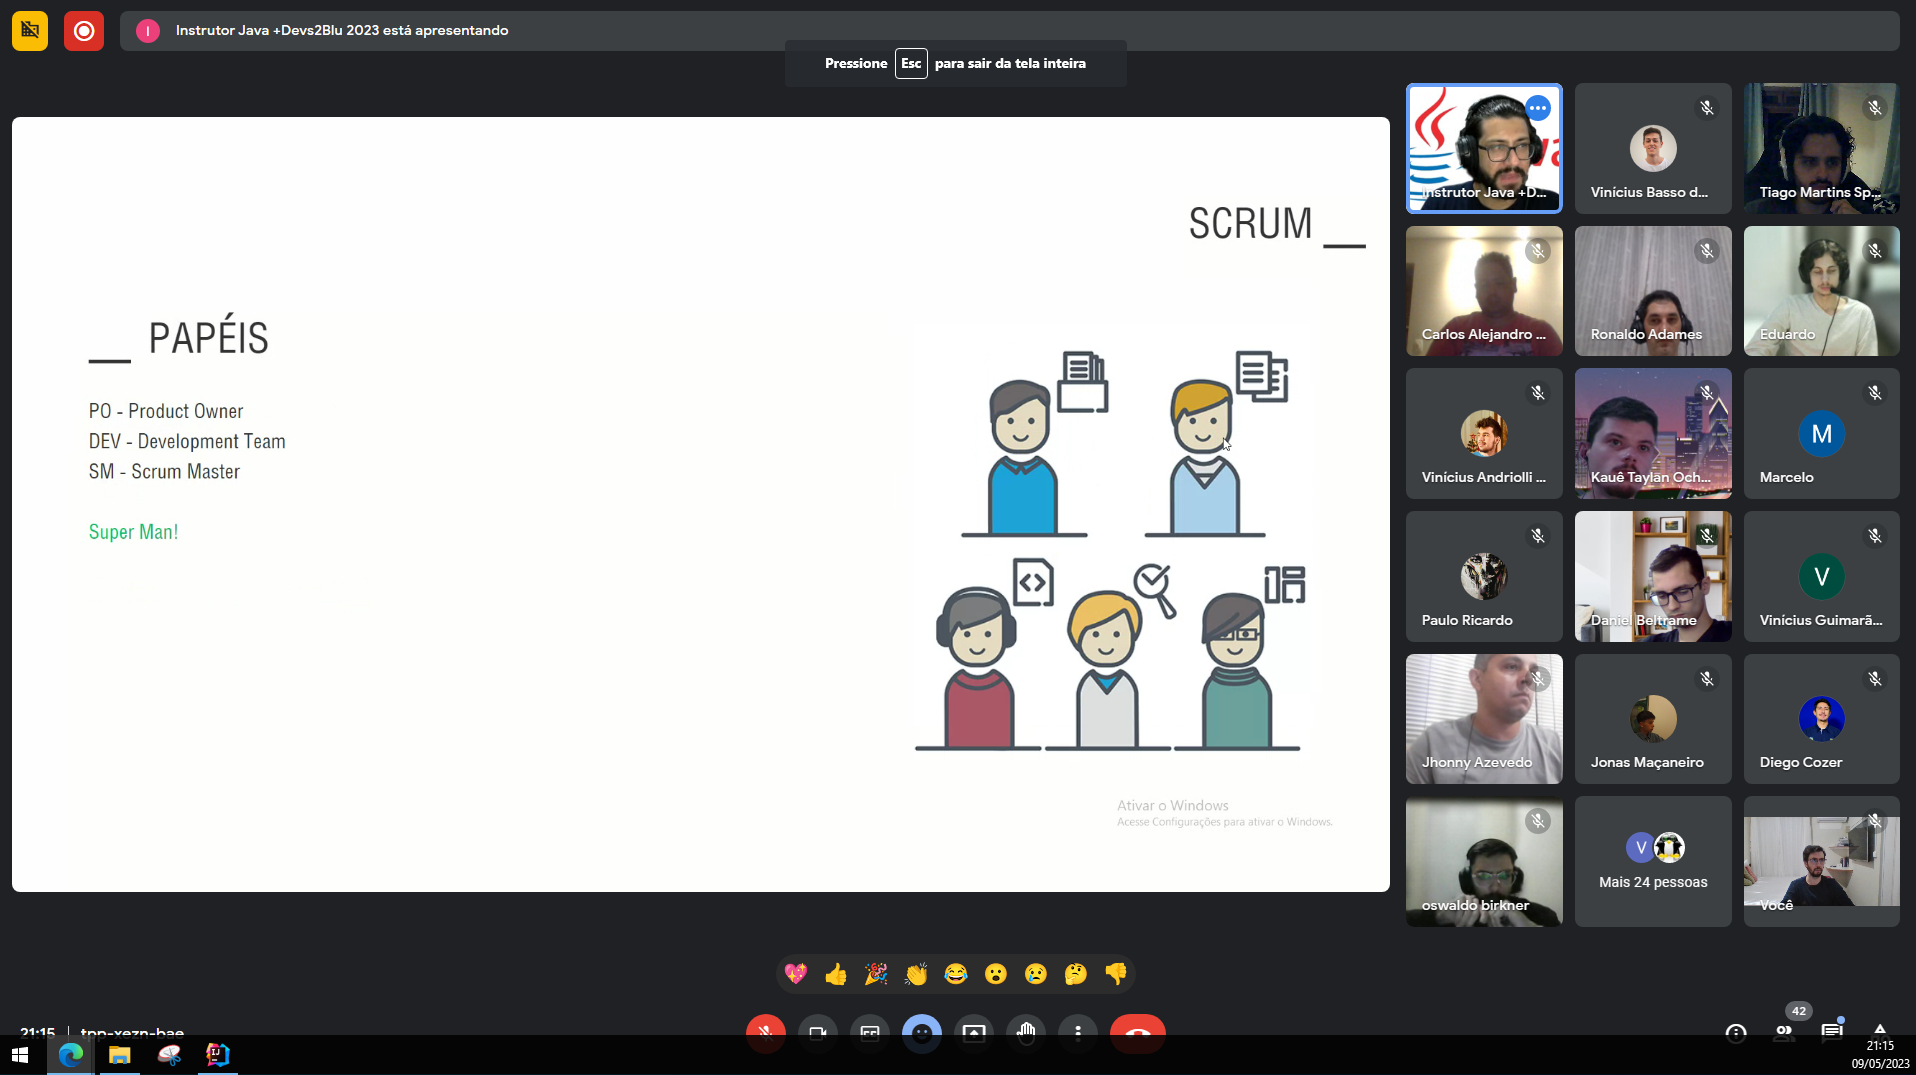 I
Instrutor Java +Devs2Blu 2023 está apresentando
Pressione Esc para sair da tela inteira
SCRUM __
__ PAPÉIS
PO - Product Owner
DEV - Development Team
SM - Scrum Master
Super Man!
Ativar o Windows
Acesse Configurações para ativar o Windows.
Instrutor Java +D...
Vinícius Basso d...
Tiago Martins Sp...
Carlos Alejandro ...
Ronaldo Adames
Eduardo
Vinícius Andriolli ...
Kauê Taylan Och...
M
Marcelo
Paulo Ricardo
Daniel Beltrame
V
Vinícius Guimarã...
Jhonny Azevedo
Jonas Maçaneiro
Diego Cozer
oswaldo birkner
V
Mais 24 pessoas
Você
42
21:15 | tpp-xezn-bae
21:15
09/05/2023